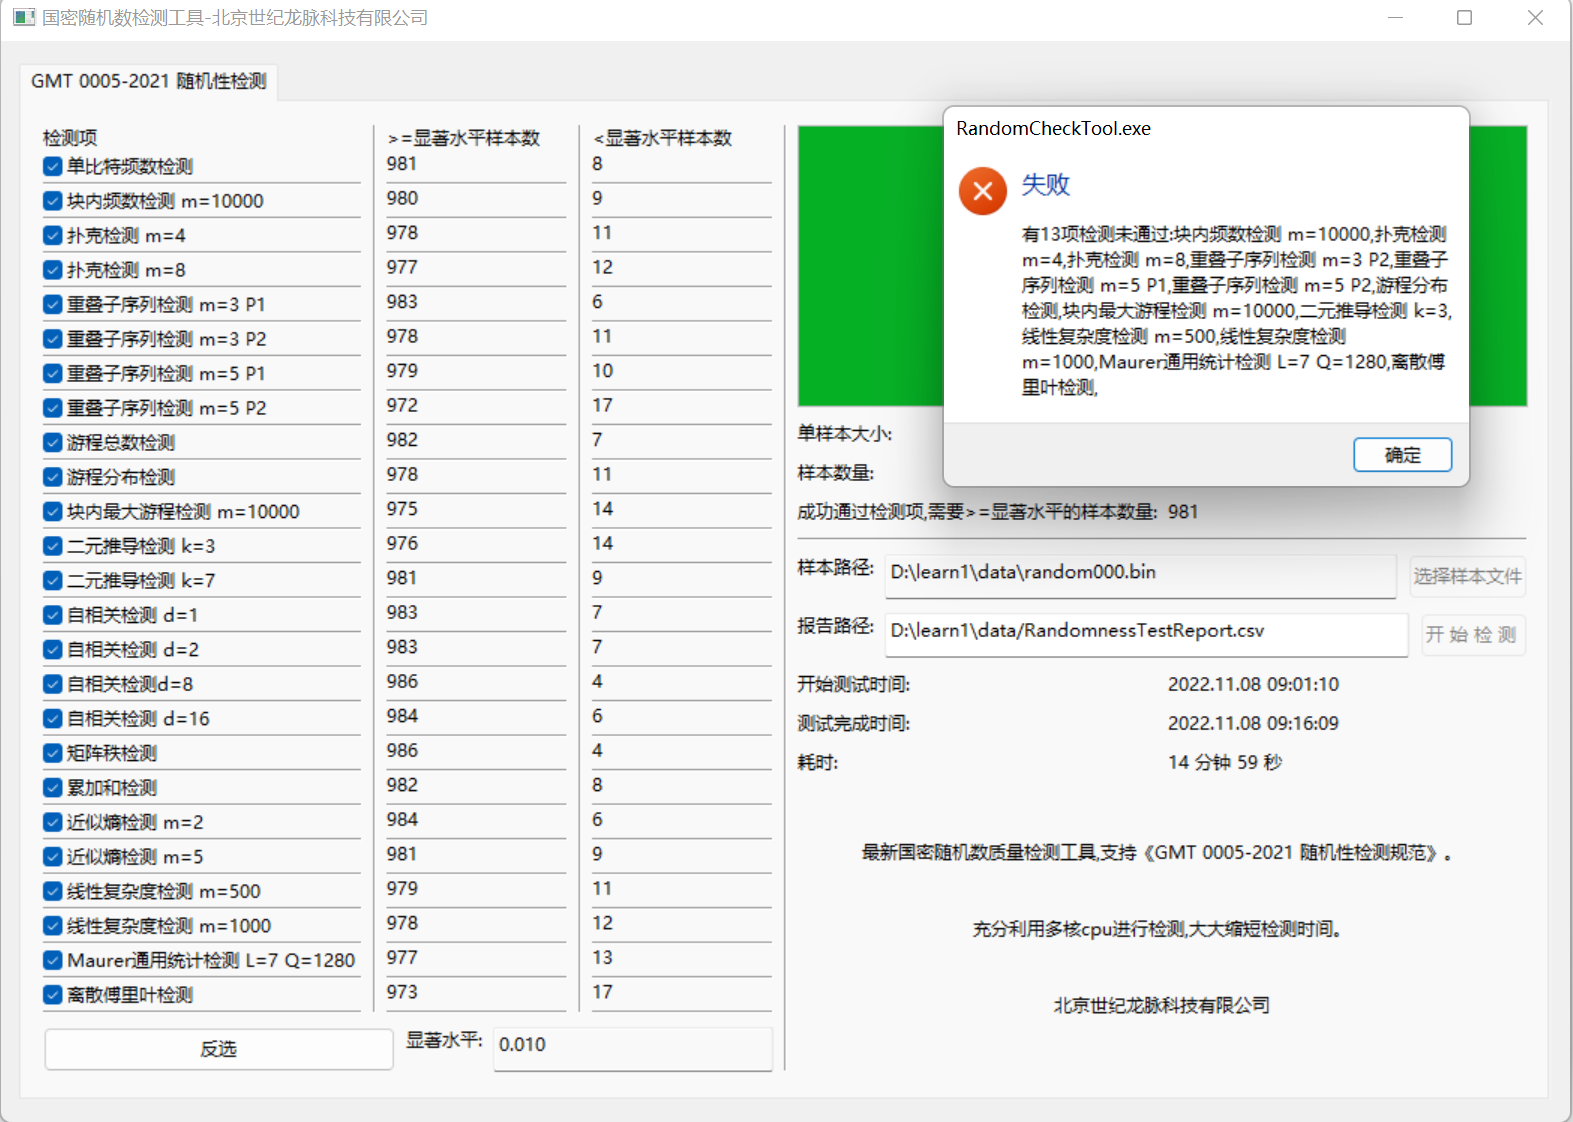 国密随机数检测工具-北京世纪龙脉科技有限公司
GMT 0005-2021 随机性检测
检测项 >=显著水平样本数 <显著水平样本数
单比特频数检测 981 8
块内频数检测 m=10000 980 9
扑克检测 m=4 978 11
扑克检测 m=8 977 12
重叠子序列检测 m=3 P1 983 6
重叠子序列检测 m=3 P2 978 11
重叠子序列检测 m=5 P1 979 10
重叠子序列检测 m=5 P2 972 17
游程总数检测 982 7
游程分布检测 978 11
块内最大游程检测 m=10000 975 14
二元推导检测 k=3 976 14
二元推导检测 k=7 981 9
自相关检测 d=1 983 7
自相关检测 d=2 983 7
自相关检测d=8 986 4
自相关检测 d=16 984 6
矩阵秩检测 986 4
累加和检测 982 8
近似熵检测 m=2 984 6
近似熵检测 m=5 981 9
线性复杂度检测 m=500 979 11
线性复杂度检测 m=1000 978 12
Maurer通用统计检测 L=7 Q=1280 977 13
离散傅里叶检测 973 17
反选
显著水平: 0.010
RandomCheckTool.exe
失败
有13项检测未通过:块内频数检测 m=10000,扑克检测
m=4,扑克检测 m=8,重叠子序列检测 m=3 P2,重叠子
序列检测 m=5 P1,重叠子序列检测 m=5 P2,游程分布
检测,块内最大游程检测 m=10000,二元推导检测 k=3,
线性复杂度检测 m=500,线性复杂度检测
m=1000,Maurer通用统计检测 L=7 Q=1280,离散傅
里叶检测,
确定
单样本大小:
样本数量:
成功通过检测项,需要>=显著水平的样本数量: 981
样本路径: D:\learn1\data\random000.bin 选择样本文件
报告路径: D:\learn1\data/RandomnessTestReport.csv 开 始 检 测
开始测试时间: 2022.11.08 09:01:10
测试完成时间: 2022.11.08 09:16:09
耗时: 14 分钟 59 秒
最新国密随机数质量检测工具,支持《GMT 0005-2021 随机性检测规范》。
充分利用多核cpu进行检测,大大缩短检测时间。
北京世纪龙脉科技有限公司